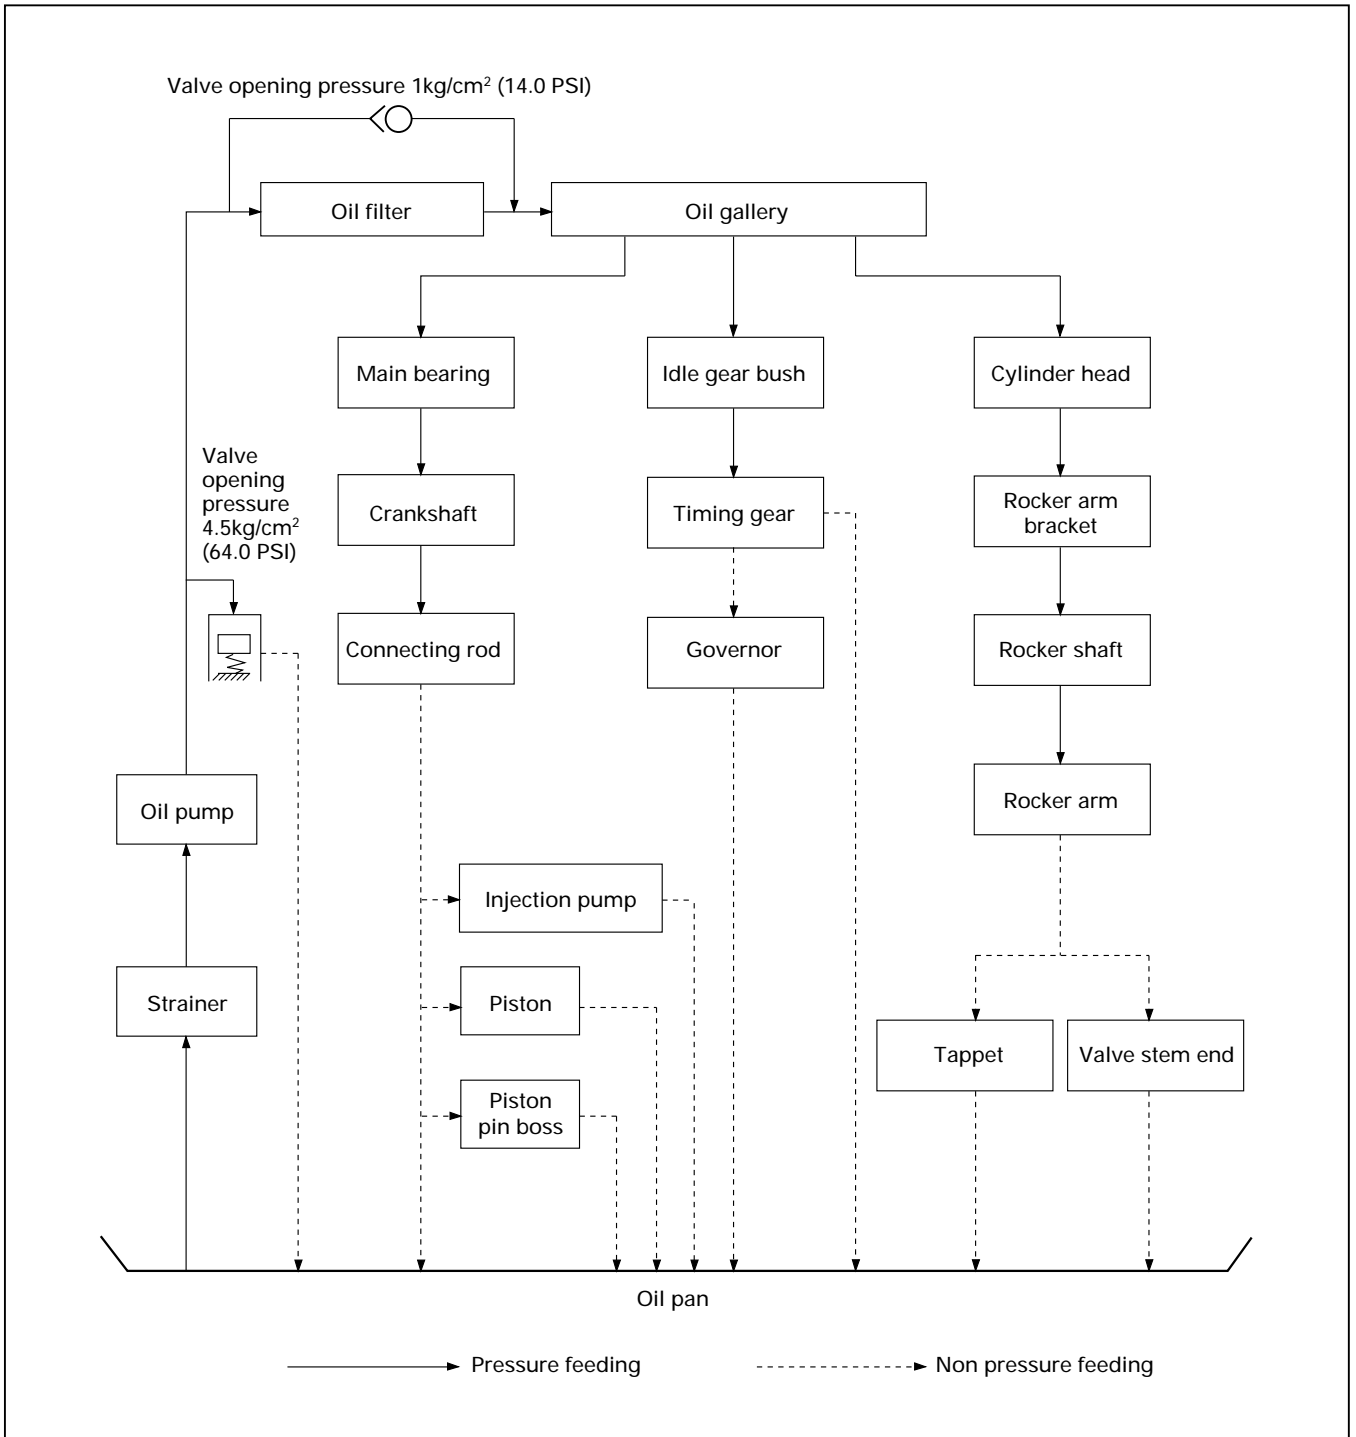 Valve opening pressure 1kg/cm² (14.0 PSI)
Oil filter
Oil gallery
Main bearing
Idle gear bush
Cylinder head
Valve
opening
pressure
4.5kg/cm²
(64.0 PSI)
Crankshaft
Timing gear
Rocker arm
bracket
Connecting rod
Governor
Rocker shaft
Oil pump
Rocker arm
Injection pump
Strainer
Piston
Tappet
Valve stem end
Piston
pin boss
Oil pan
Pressure feeding
Non pressure feeding